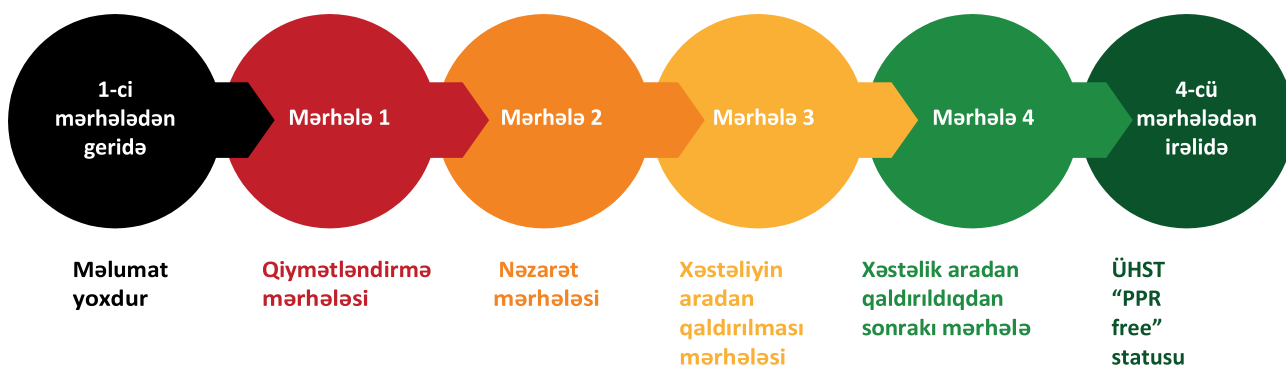 1-ci
mərhələdən
geridə
Mərhələ 1
Mərhələ 2
Mərhələ 3
Mərhələ 4
4-cü
mərhələdən
irəlidə
Məlumat
yoxdur
Qiymətləndirmə
mərhələsi
Nəzarət
mərhələsi
Xəstəliyin
aradan
qaldırılması
mərhələsi
Xəstəlik aradan
qaldırıldıqdan
sonrakı mərhələ
ÜHST
“PPR
free”
statusu